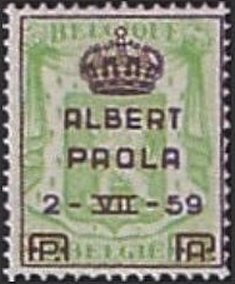 BELGIQUE
ALBERT
PAOLA
2 - VII - 59
BELGIE